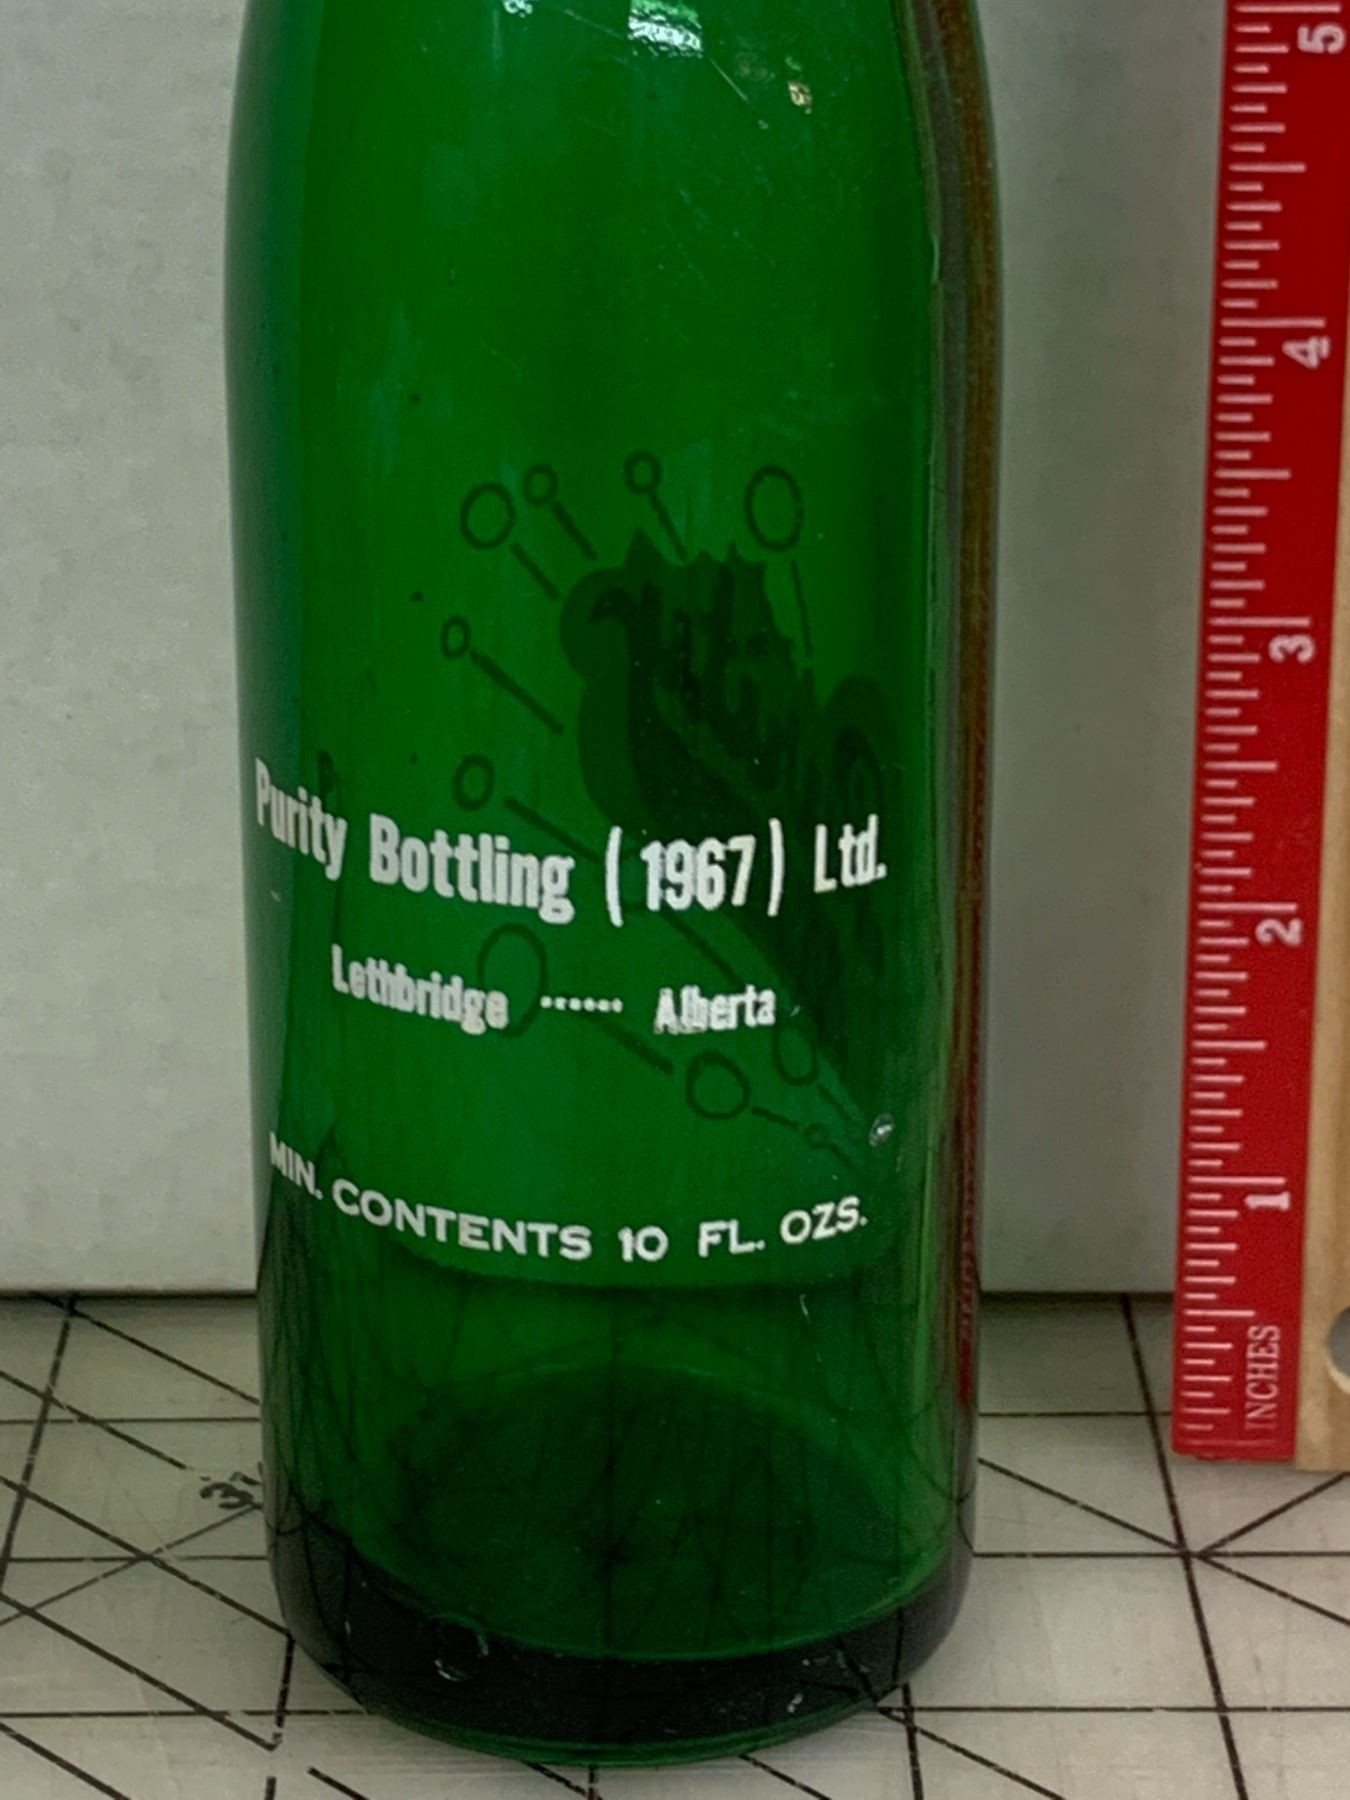 Purity Bottling (1967) Ltd.
Lethbridge ······· Alberta
MIN. CONTENTS 10 FL. OZS.
5
4
3
2
1
INCHES